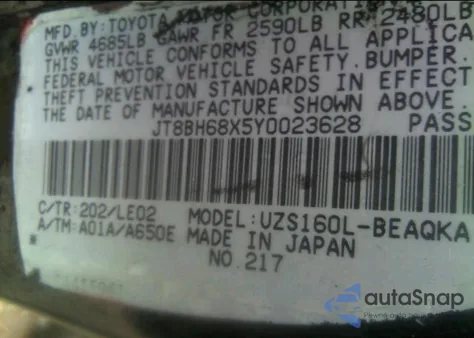 MFD. BY: TOYOTA MOTOR CORPORATION
GVWR 4685LB GAWR FR 2590LB RR 2480LB
THIS VEHICLE CONFORMS TO ALL APPLICA
FEDERAL MOTOR VEHICLE SAFETY, BUMPER,
THEFT PREVENTION STANDARDS IN EFFECT
THE DATE OF MANUFACTURE SHOWN ABOVE.
JT8BH68X5Y0023628 PASS
C/TR: 202/LE02 MODEL: UZS160L-BEAQKA
A/TM: A01A/A650E MADE IN JAPAN
NO. 217
autoSnap